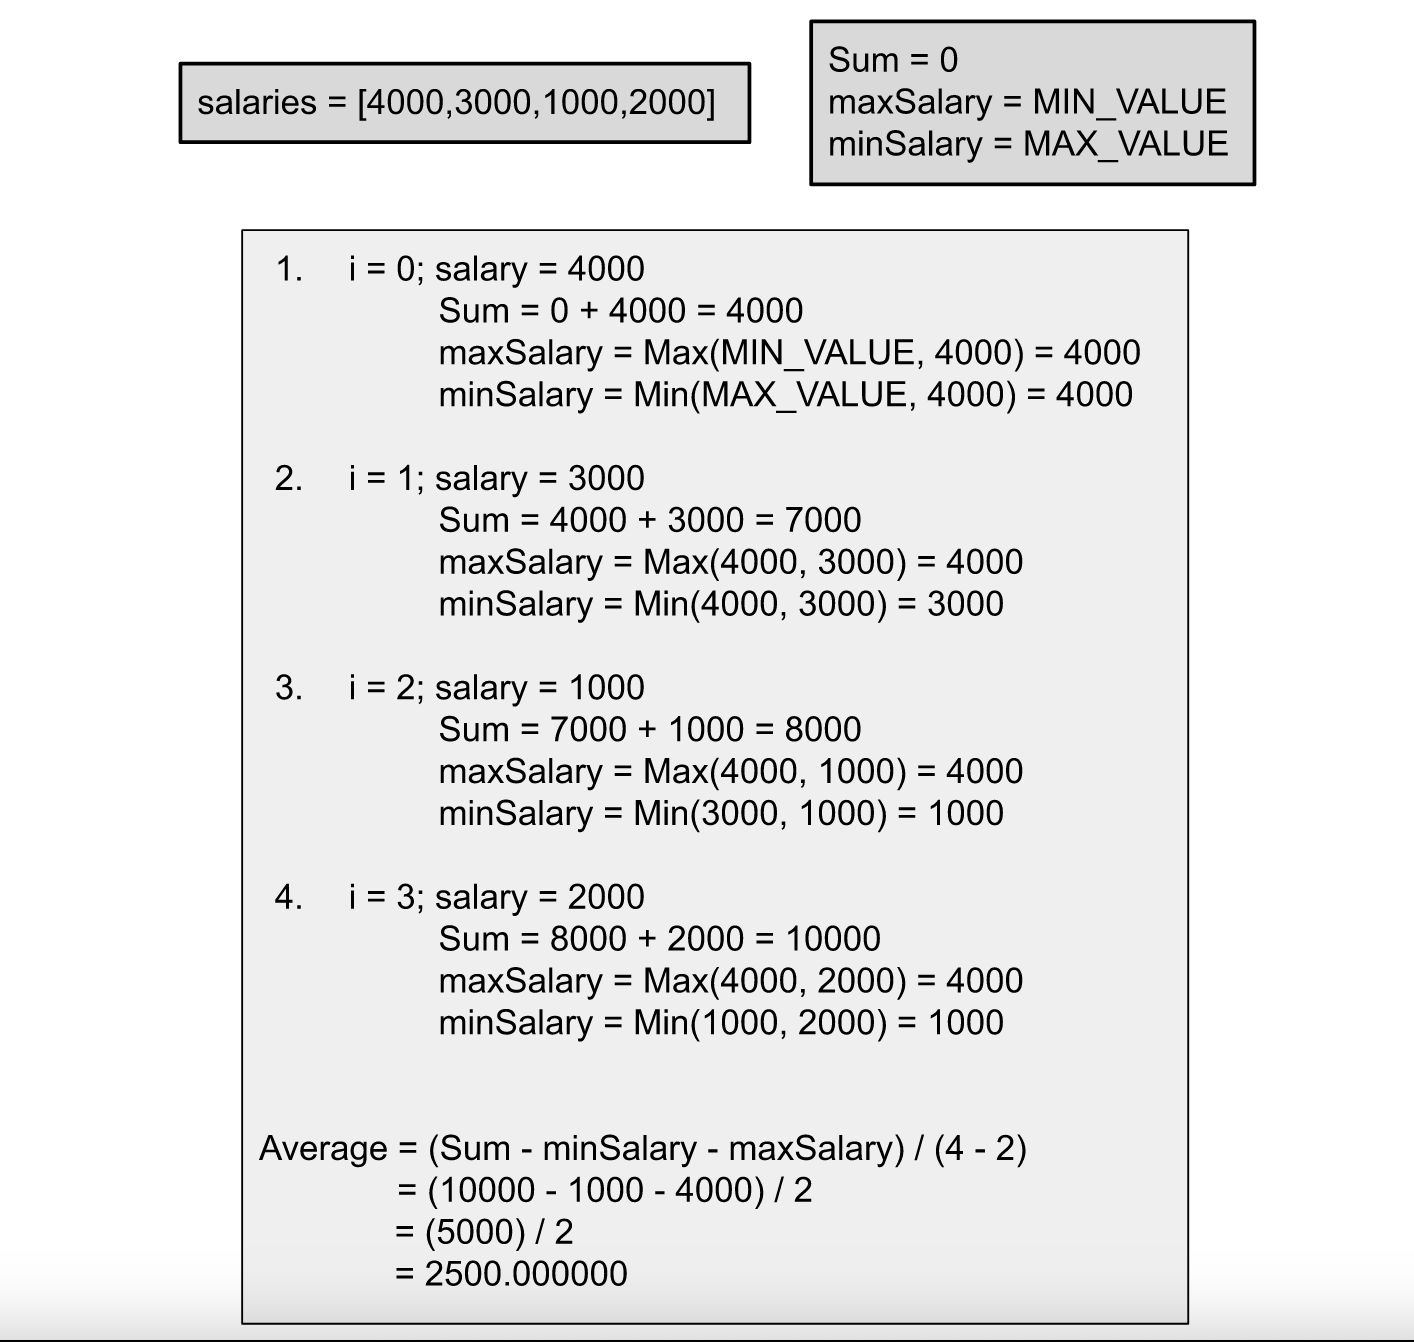 salaries = [4000,3000,1000,2000]
Sum = 0
maxSalary = MIN_VALUE
minSalary = MAX_VALUE
1. i = 0; salary = 4000
Sum = 0 + 4000 = 4000
maxSalary = Max(MIN_VALUE, 4000) = 4000
minSalary = Min(MAX_VALUE, 4000) = 4000
2. i = 1; salary = 3000
Sum = 4000 + 3000 = 7000
maxSalary = Max(4000, 3000) = 4000
minSalary = Min(4000, 3000) = 3000
3. i = 2; salary = 1000
Sum = 7000 + 1000 = 8000
maxSalary = Max(4000, 1000) = 4000
minSalary = Min(3000, 1000) = 1000
4. i = 3; salary = 2000
Sum = 8000 + 2000 = 10000
maxSalary = Max(4000, 2000) = 4000
minSalary = Min(1000, 2000) = 1000
Average = (Sum - minSalary - maxSalary) / (4 - 2)
= (10000 - 1000 - 4000) / 2
= (5000) / 2
= 2500.000000